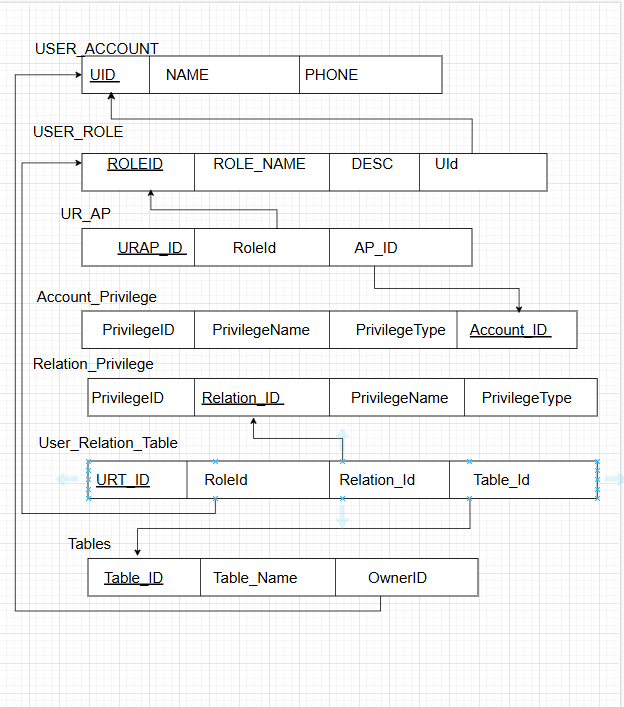 USER_ACCOUNT
UID NAME PHONE
USER_ROLE
ROLEID ROLE_NAME DESC UId
UR_AP
URAP_ID RoleId AP_ID
Account_Privilege
PrivilegeID PrivilegeName PrivilegeType Account_ID
Relation_Privilege
PrivilegeID Relation_ID PrivilegeName PrivilegeType
User_Relation_Table
URT_ID RoleId Relation_Id Table_Id
Tables
Table_ID Table_Name OwnerID